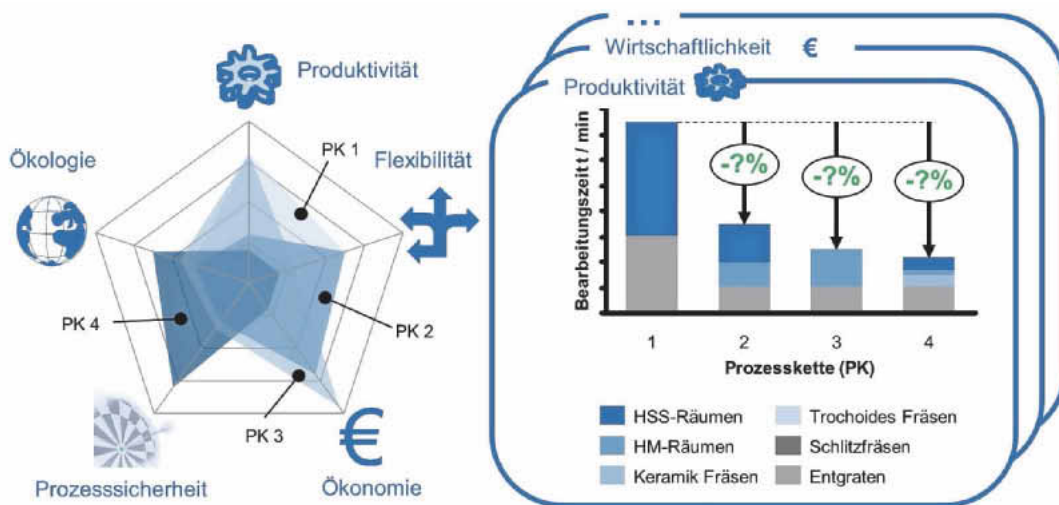 Produktivität
Ökologie
Flexibilität
PK 1
PK 2
PK 3
PK 4
Prozesssicherheit
€
Ökonomie
...
Wirtschaftlichkeit €
Produktivität
Bearbeitungszeit t / min
-?%
-?%
-?%
1 2 3 4
Prozesskette (PK)
HSS-Räumen
HM-Räumen
Keramik Fräsen
Trochoides Fräsen
Schlitzfräsen
Entgraten